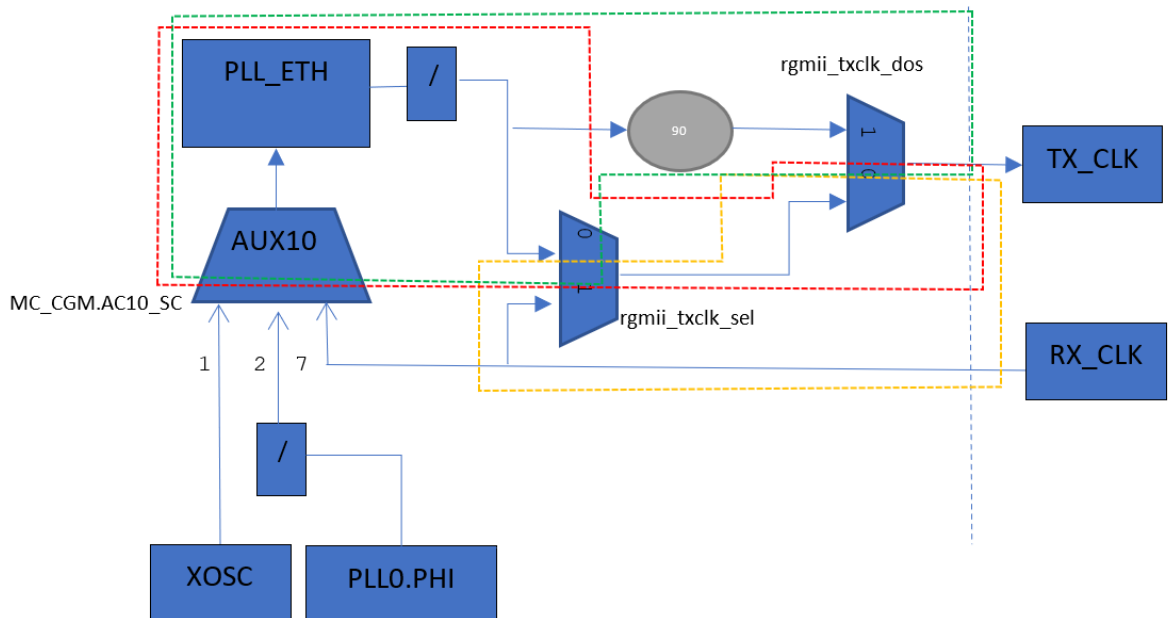 PLL_ETH
/
rgmii_txclk_dos
90
1
0
TX_CLK
AUX10
0
1
MC_CGM.AC10_SC
rgmii_txclk_sel
RX_CLK
1 2 7
/
XOSC
PLL0.PHI